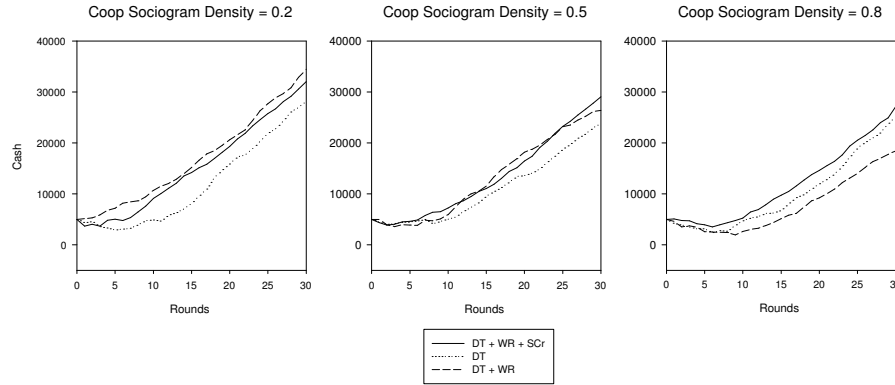 Coop Sociogram Density = 0.2
Coop Sociogram Density = 0.5
Coop Sociogram Density = 0.8
40000
30000
20000
10000
0
Cash
0 5 10 15 20 25 30
Rounds
40000
30000
20000
10000
0
0 5 10 15 20 25 30
Rounds
40000
30000
20000
10000
0
0 5 10 15 20 25 30
Rounds
DT + WR + SCr
DT
DT + WR